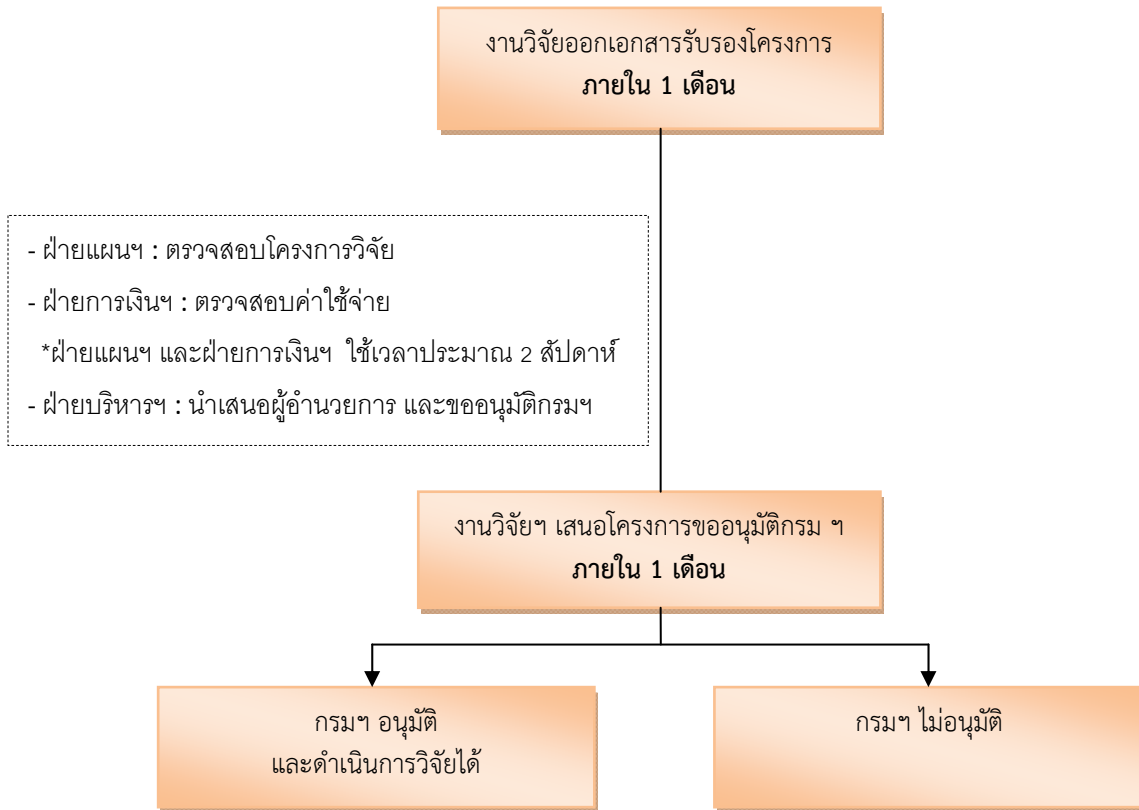 งานวิจัยออกเอกสารรับรองโครงการ
ภายใน 1 เดือน
- ฝ่ายแผนฯ : ตรวจสอบโครงการวิจัย
- ฝ่ายการเงินฯ : ตรวจสอบค่าใช้จ่าย
*ฝ่ายแผนฯ และฝ่ายการเงินฯ ใช้เวลาประมาณ 2 สัปดาห์
- ฝ่ายบริหารฯ : นำเสนอผู้อำนวยการ และขออนุมัติกรมฯ
งานวิจัยฯ เสนอโครงการขออนุมัติกรม ฯ
ภายใน 1 เดือน
กรมฯ อนุมัติ
และดำเนินการวิจัยได้
กรมฯ ไม่อนุมัติ